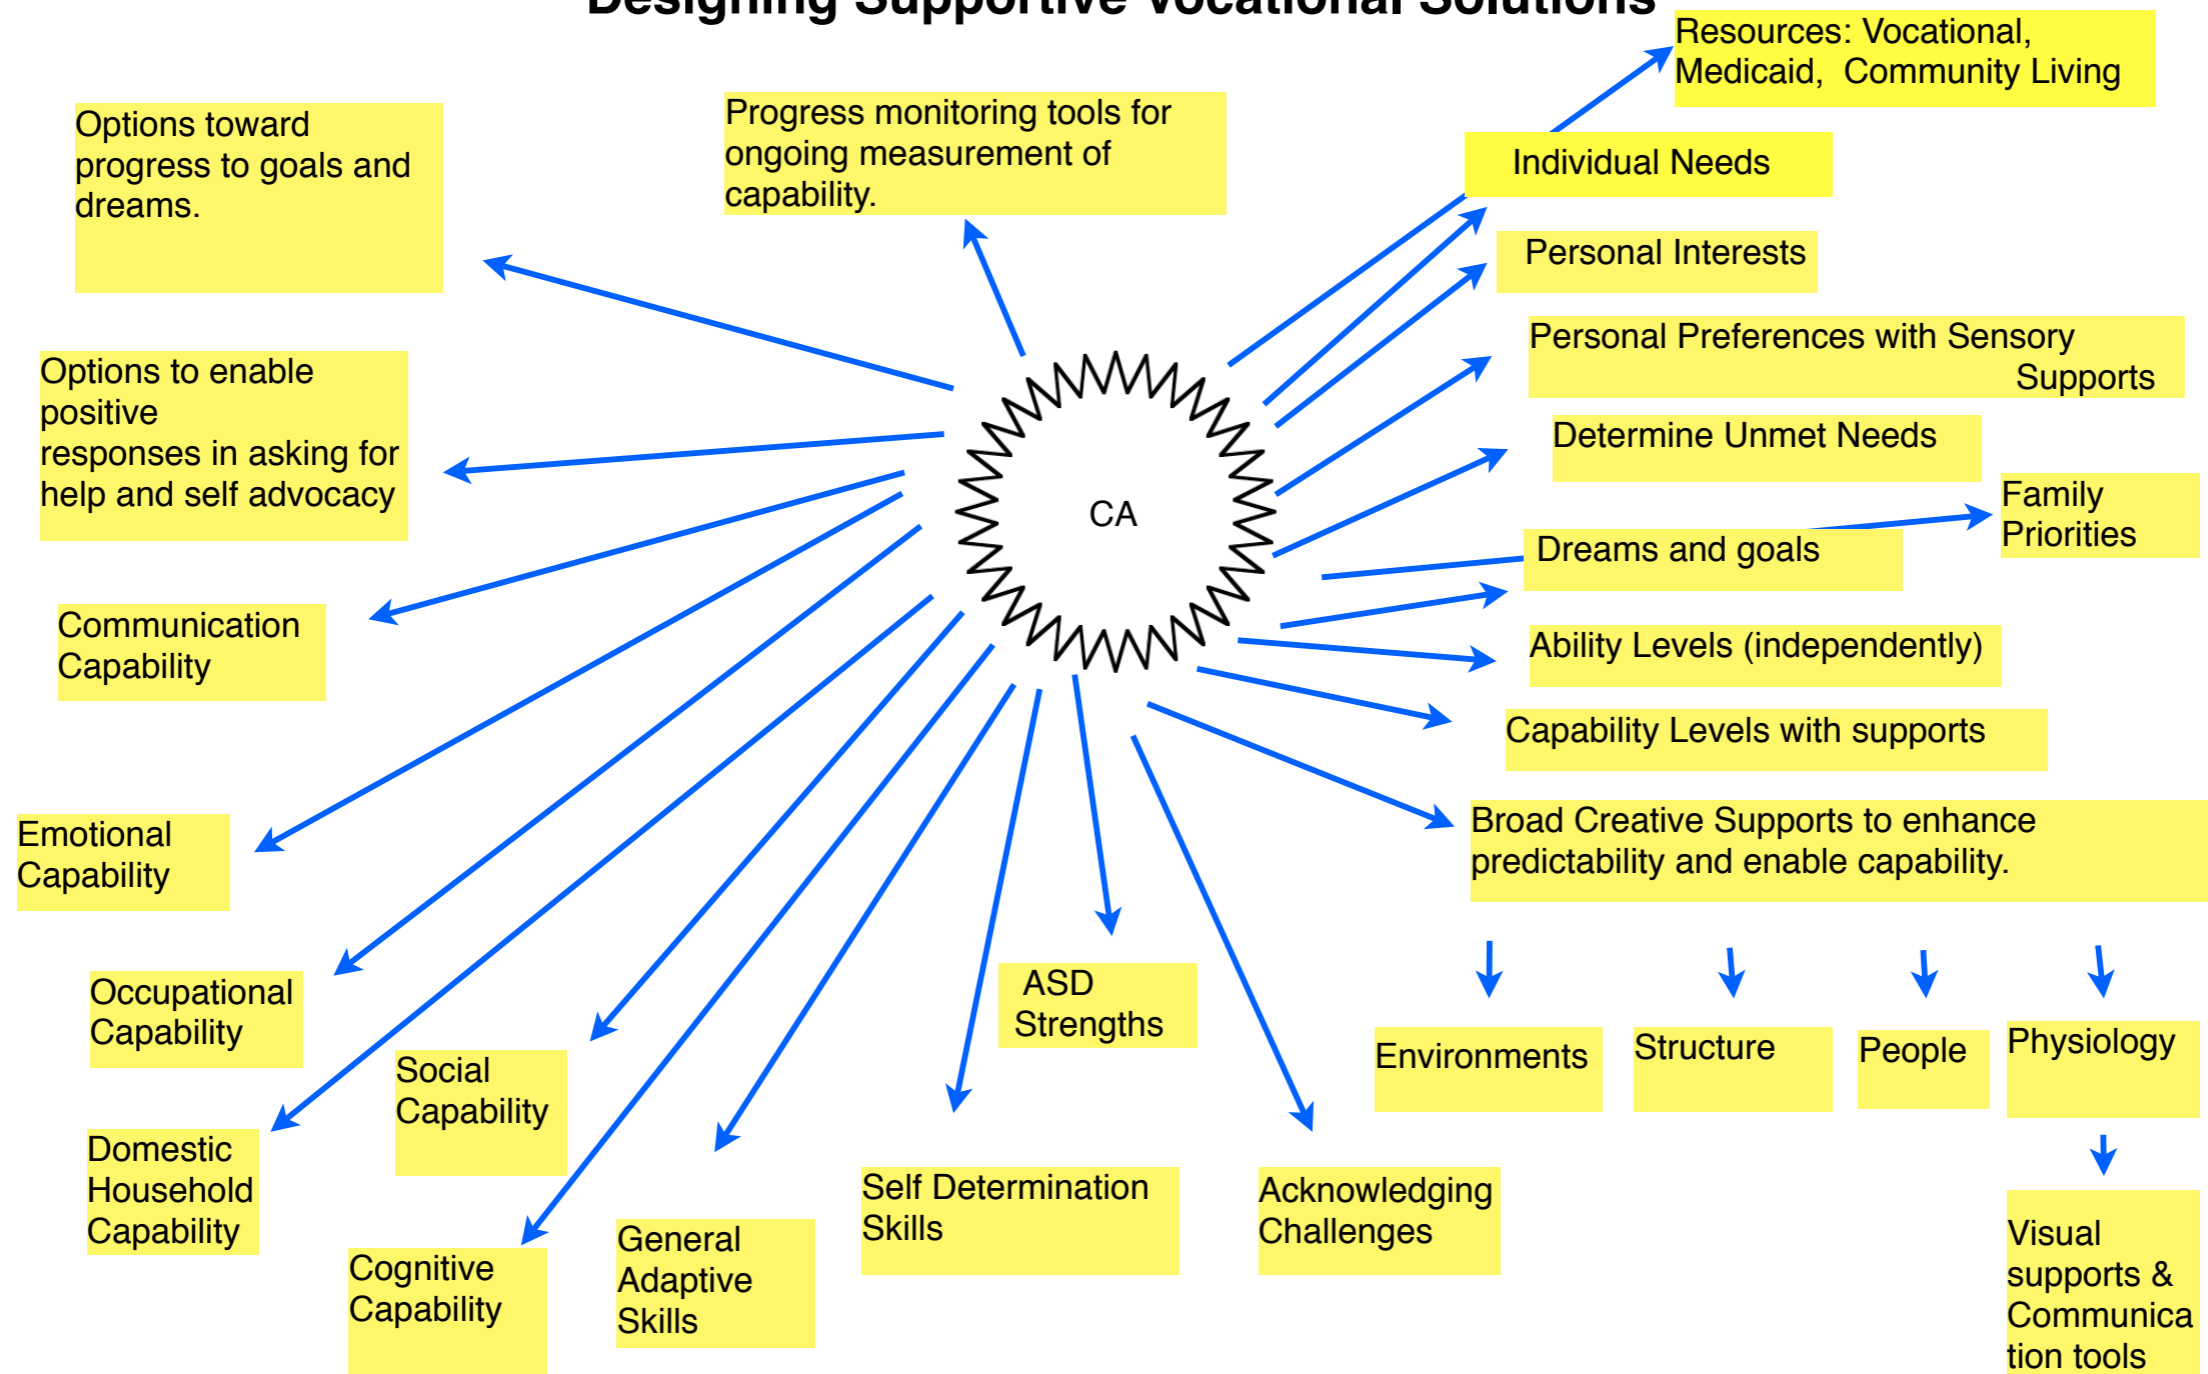 Designing Supportive Vocational Solutions
Resources: Vocational,
Medicaid, Community Living
Options toward
progress to goals and
dreams.
Progress monitoring tools for
ongoing measurement of
capability.
Individual Needs
Personal Interests
Personal Preferences with Sensory
Supports
Options to enable
positive
responses in asking for
help and self advocacy
Determine Unmet Needs
CA
Family
Priorities
Dreams and goals
Communication
Capability
Ability Levels (independently)
Capability Levels with supports
Emotional
Capability
Broad Creative Supports to enhance
predictability and enable capability.
Occupational
Capability
ASD
Strengths
Environments
Structure
People
Physiology
Social
Capability
Domestic
Household
Capability
Self Determination
Skills
Acknowledging
Challenges
General
Adaptive
Skills
Cognitive
Capability
Visual
supports &
Communica
tion tools